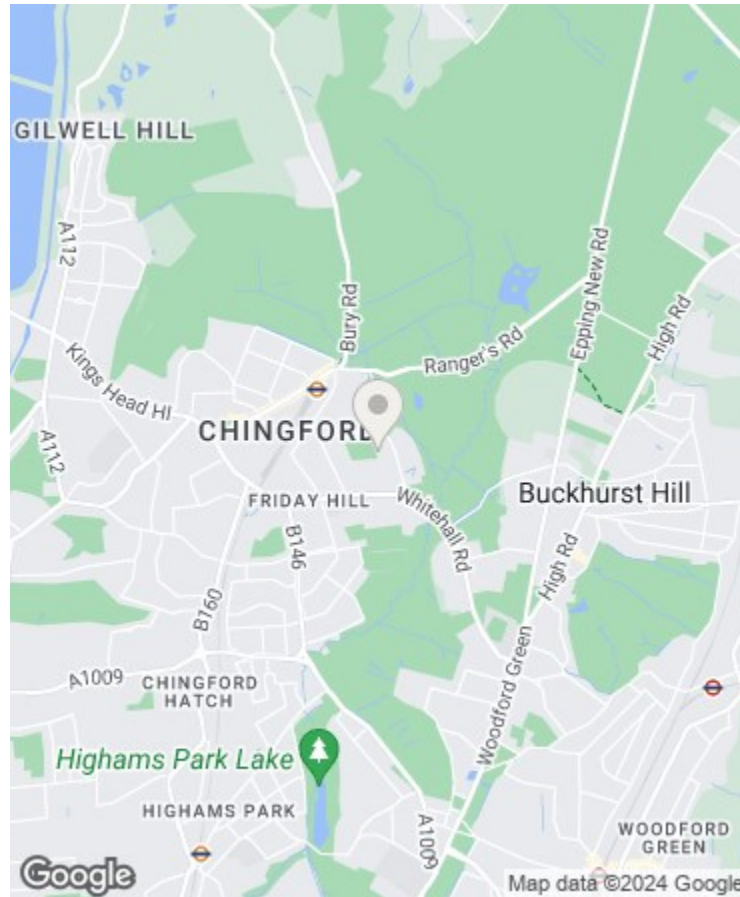 GILWELL HILL
A112
Bury Rd
Epping New Rd
High Rd
Ranger's Rd
Kings Head Hl
CHINGFORD
A112
FRIDAY HILL
Whitehall Rd
Buckhurst Hill
B146
High Rd
B160
A1009
CHINGFORD
HATCH
Woodford Green
Highams Park Lake
HIGHAMS PARK
A1009
WOODFORD
GREEN
Google
Map data ©2024 Google